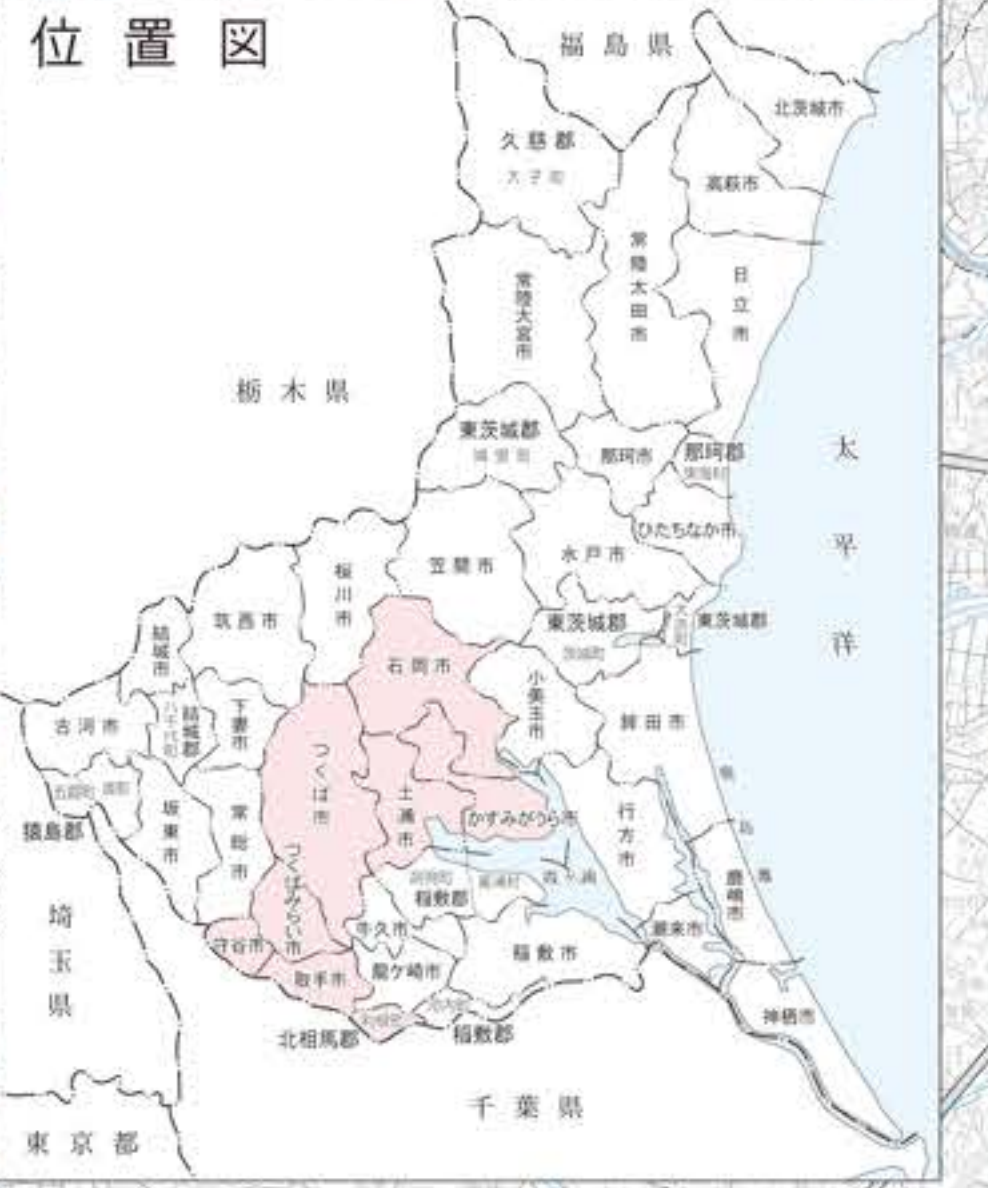 位置図
福島県
北茨城市
久慈郡
大子町
高萩市
常陸太田市
日立市
常陸大宮市
栃木県
東茨城郡
城里町
那珂市
那珂郡
東海村
太平洋
ひたちなか市
水戸市
笠間市
桜川市
筑西市
東茨城郡
茨城町
大洗町
東茨城郡
結城市
石岡市
小美玉市
鉾田市
古河市
八千代町
結城郡
下妻市
つくば市
五霞町
境町
猿島郡
坂東市
常総市
土浦市
かすみがうら市
行方市
鹿島灘
鹿嶋市
つくばみらい市
阿見町
美浦村
稲敷郡
霞ヶ浦
守谷市
牛久市
潮来市
取手市
龍ケ崎市
稲敷市
埼玉県
利根町
河内町
神栖市
北相馬郡
稲敷郡
千葉県
東京都